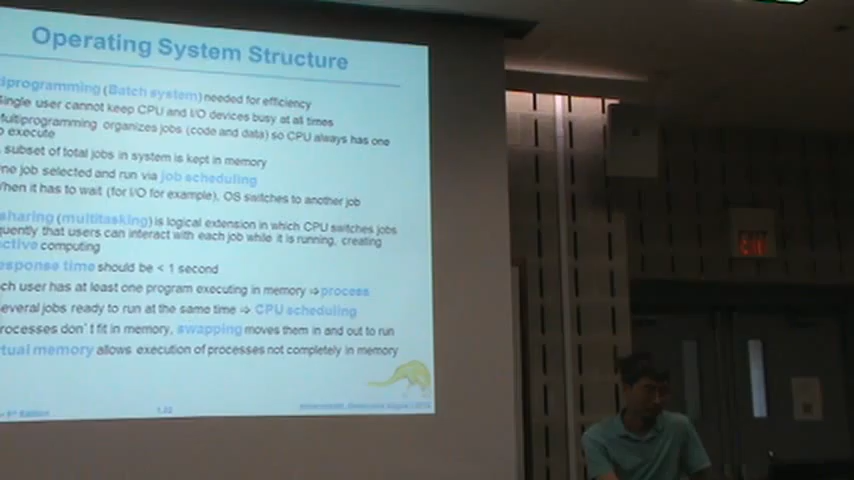 Operating System Structure
iprogramming (Batch system) needed for efficiency
Single user cannot keep CPU and I/O devices busy at all times
Multiprogramming organizes jobs (code and data) so CPU always has one
o execute
subset of total jobs in system is kept in memory
ne job selected and run via job scheduling
When it has to wait (for I/O for example), OS switches to another job
sharing (multitasking) is logical extension in which CPU switches jobs
quently that users can interact with each job while it is running, creating
active computing
esponse time should be < 1 second
ch user has at least one program executing in memory ⇒ process
everal jobs ready to run at the same time ⇒ CPU scheduling
rocesses don't fit in memory, swapping moves them in and out to run
rtual memory allows execution of processes not completely in memory
Edition
1.22
EXIT